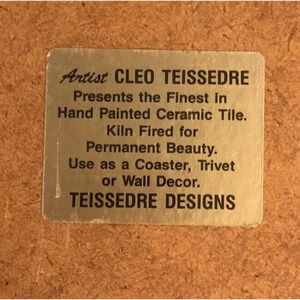 Artist CLEO TEISSEDRE
Presents the Finest in
Hand Painted Ceramic Tile.
Kiln Fired for
Permanent Beauty.
Use as a Coaster, Trivet
or Wall Decor.
TEISSEDRE DESIGNS